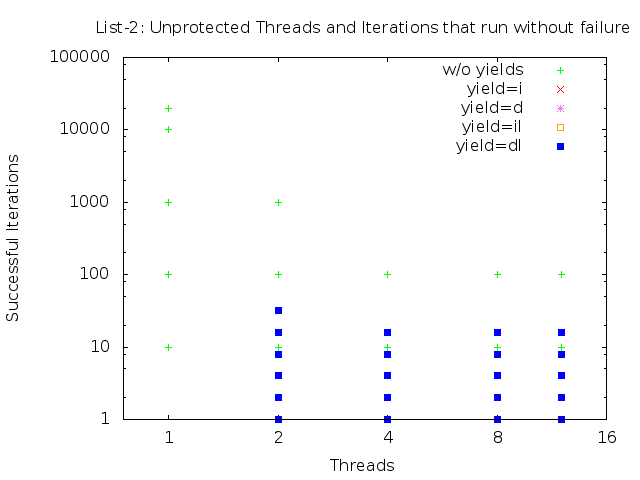 List-2: Unprotected Threads and Iterations that run without failure
100000
10000
1000
100
10
1
Successful Iterations
w/o yields
yield=i
yield=d
yield=il
yield=dl
1 2 4 8 16
Threads